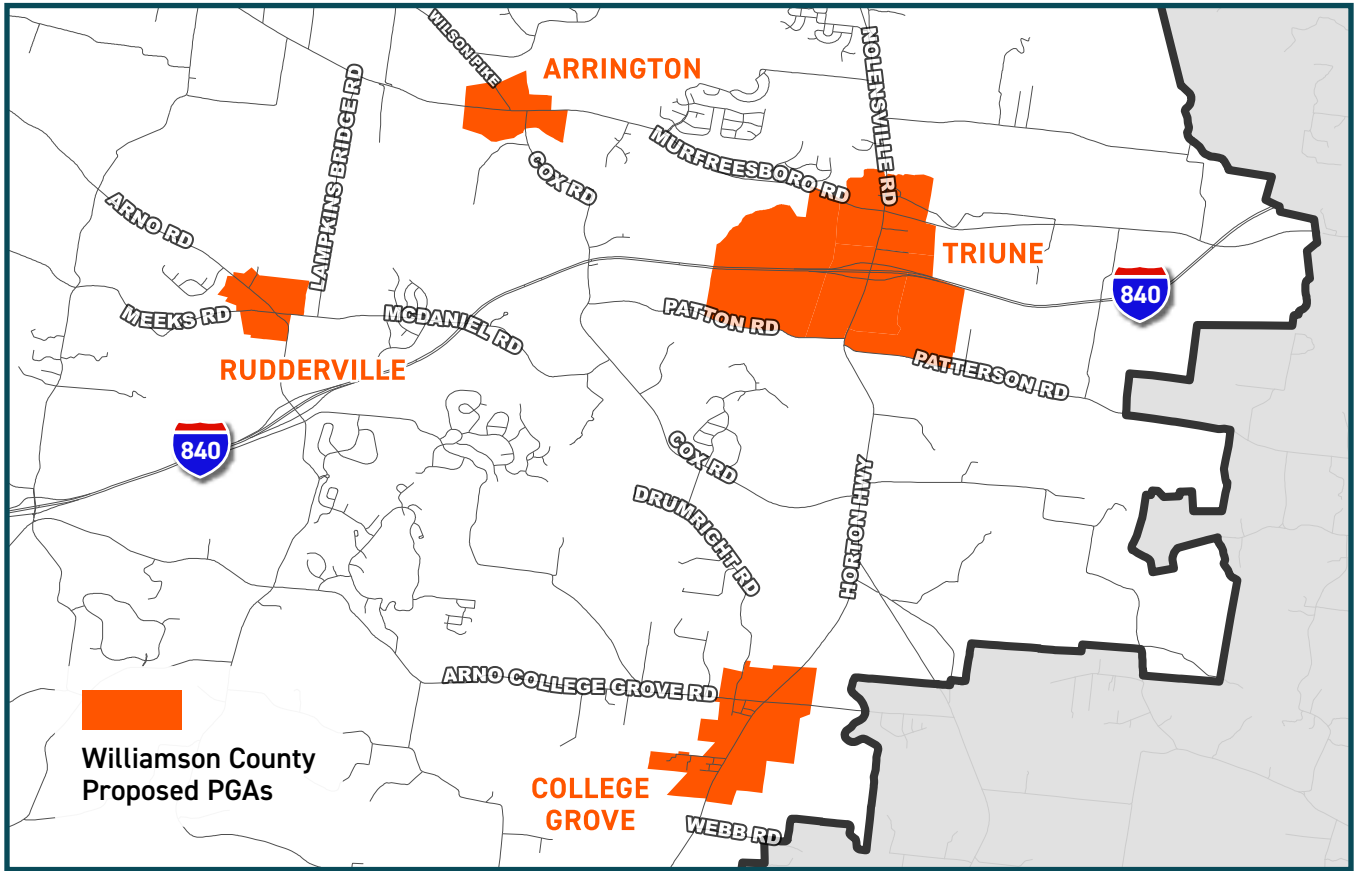 WILSON PIKE
ARRINGTON
NOLENSVILLE RD
LAMPKINS BRIDGE RD
MURFREESBORO RD
COX RD
ARNO RD
TRIUNE
840
MEEKS RD
MCDANIEL RD
PATTON RD
RUDDERVILLE
PATTERSON RD
840
COX RD
DRUMRIGHT RD
HORTON HWY
ARNO COLLEGE GROVE RD
Williamson County
Proposed PGAs
COLLEGE
GROVE
WEBB RD